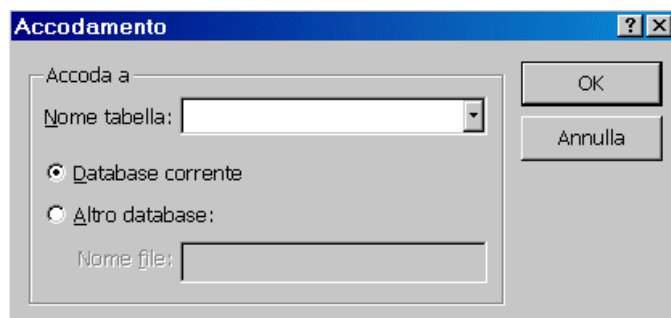 Accodamento
Accoda a
Nome tabella:
Database corrente
Altro database:
Nome file:
OK
Annulla